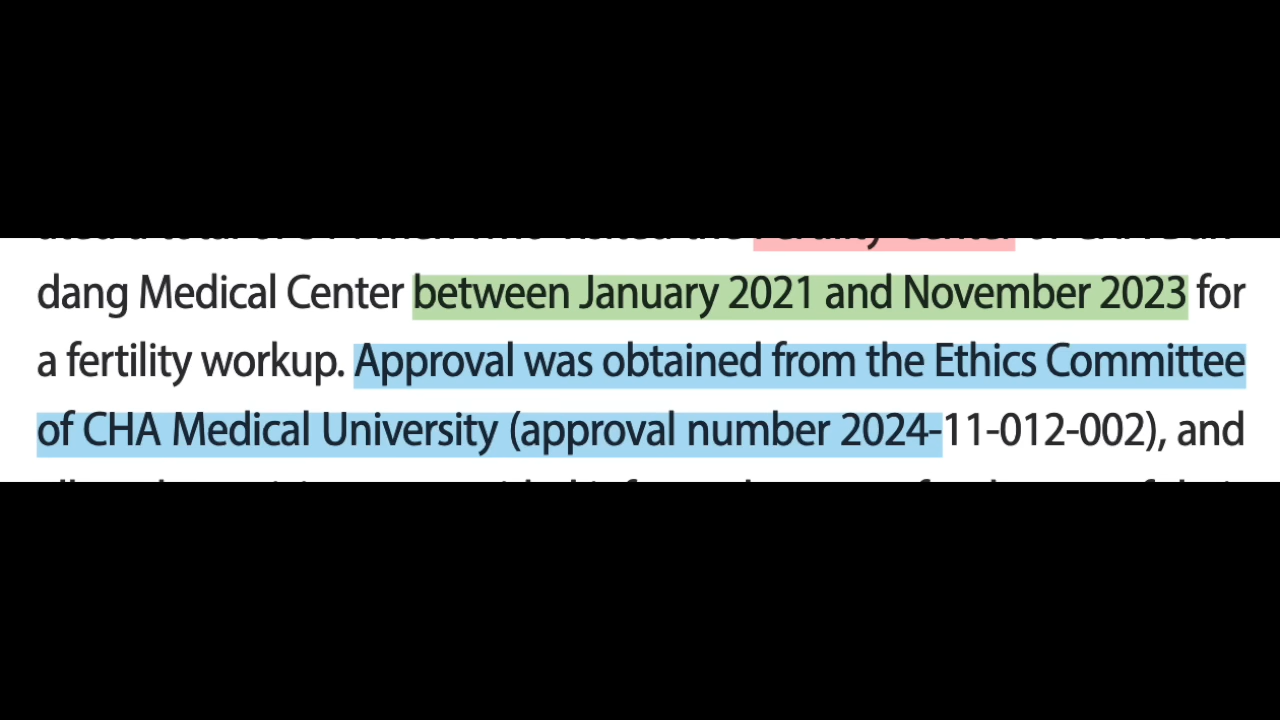 dang Medical Center between January 2021 and November 2023 for
a fertility workup. Approval was obtained from the Ethics Committee
of CHA Medical University (approval number 2024-11-012-002), and